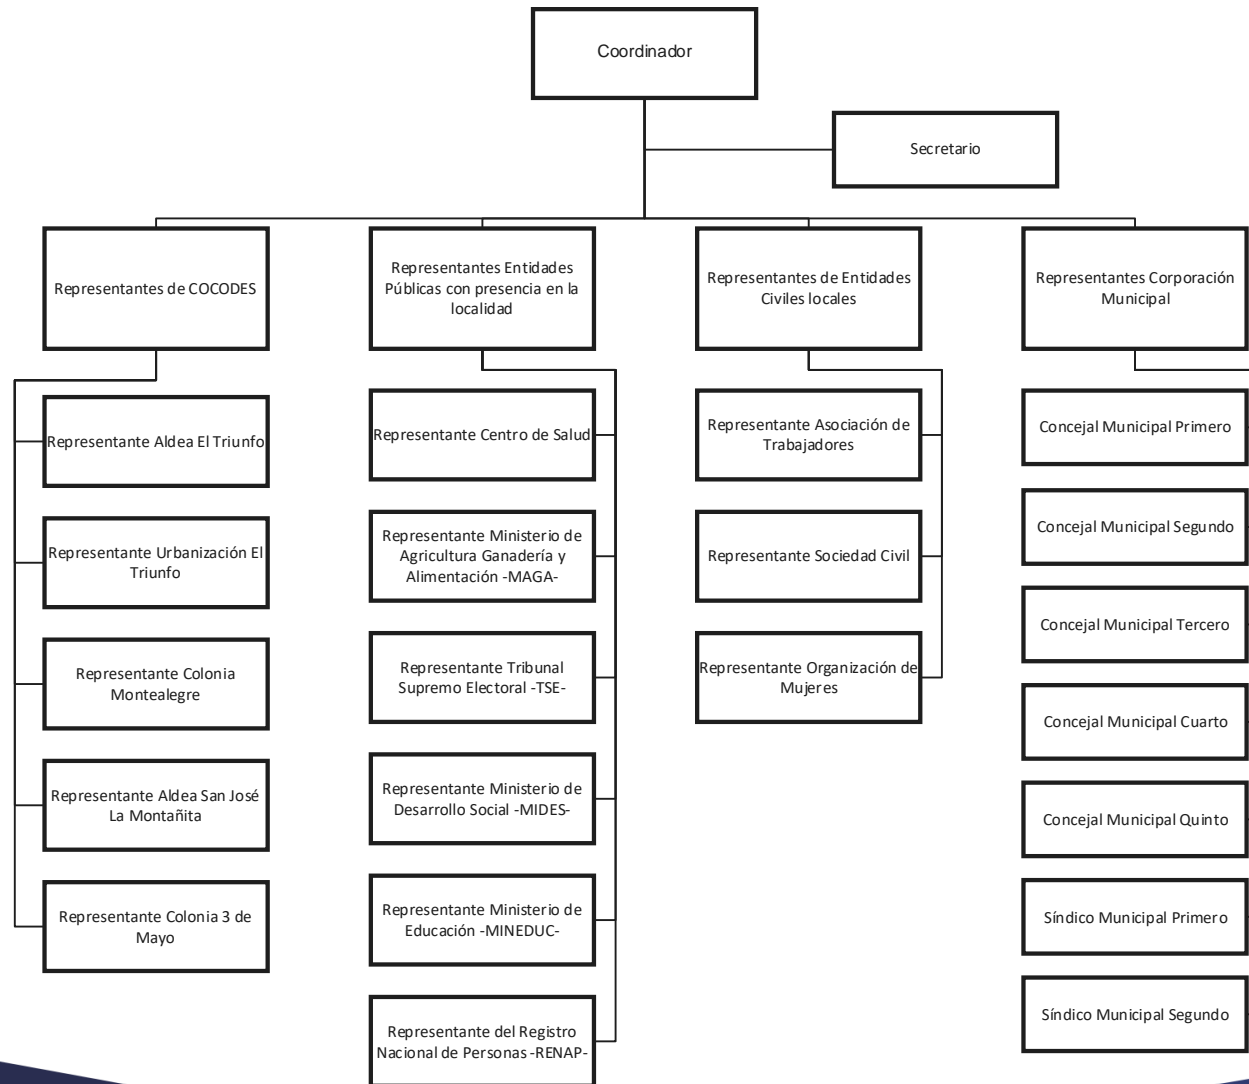 Coordinador
Secretario
Representantes de COCODES
Representante Aldea El Triunfo
Representante Urbanización El
Triunfo
Representante Colonia
Montealegre
Representante Aldea San José
La Montañita
Representante Colonia 3 de
Mayo
Representantes Entidades
Públicas con presencia en la
localidad
Representante Centro de Salud
Representante Ministerio de
Agricultura Ganadería y
Alimentación -MAGA-
Representante Tribunal
Supremo Electoral -TSE-
Representante Ministerio de
Desarrollo Social -MIDES-
Representante Ministerio de
Educación -MINEDUC-
Representante del Registro
Nacional de Personas -RENAP-
Representantes de Entidades
Civiles locales
Representante Asociación de
Trabajadores
Representante Sociedad Civil
Representante Organización de
Mujeres
Representantes Corporación
Municipal
Concejal Municipal Primero
Concejal Municipal Segundo
Concejal Municipal Tercero
Concejal Municipal Cuarto
Concejal Municipal Quinto
Síndico Municipal Primero
Síndico Municipal Segundo